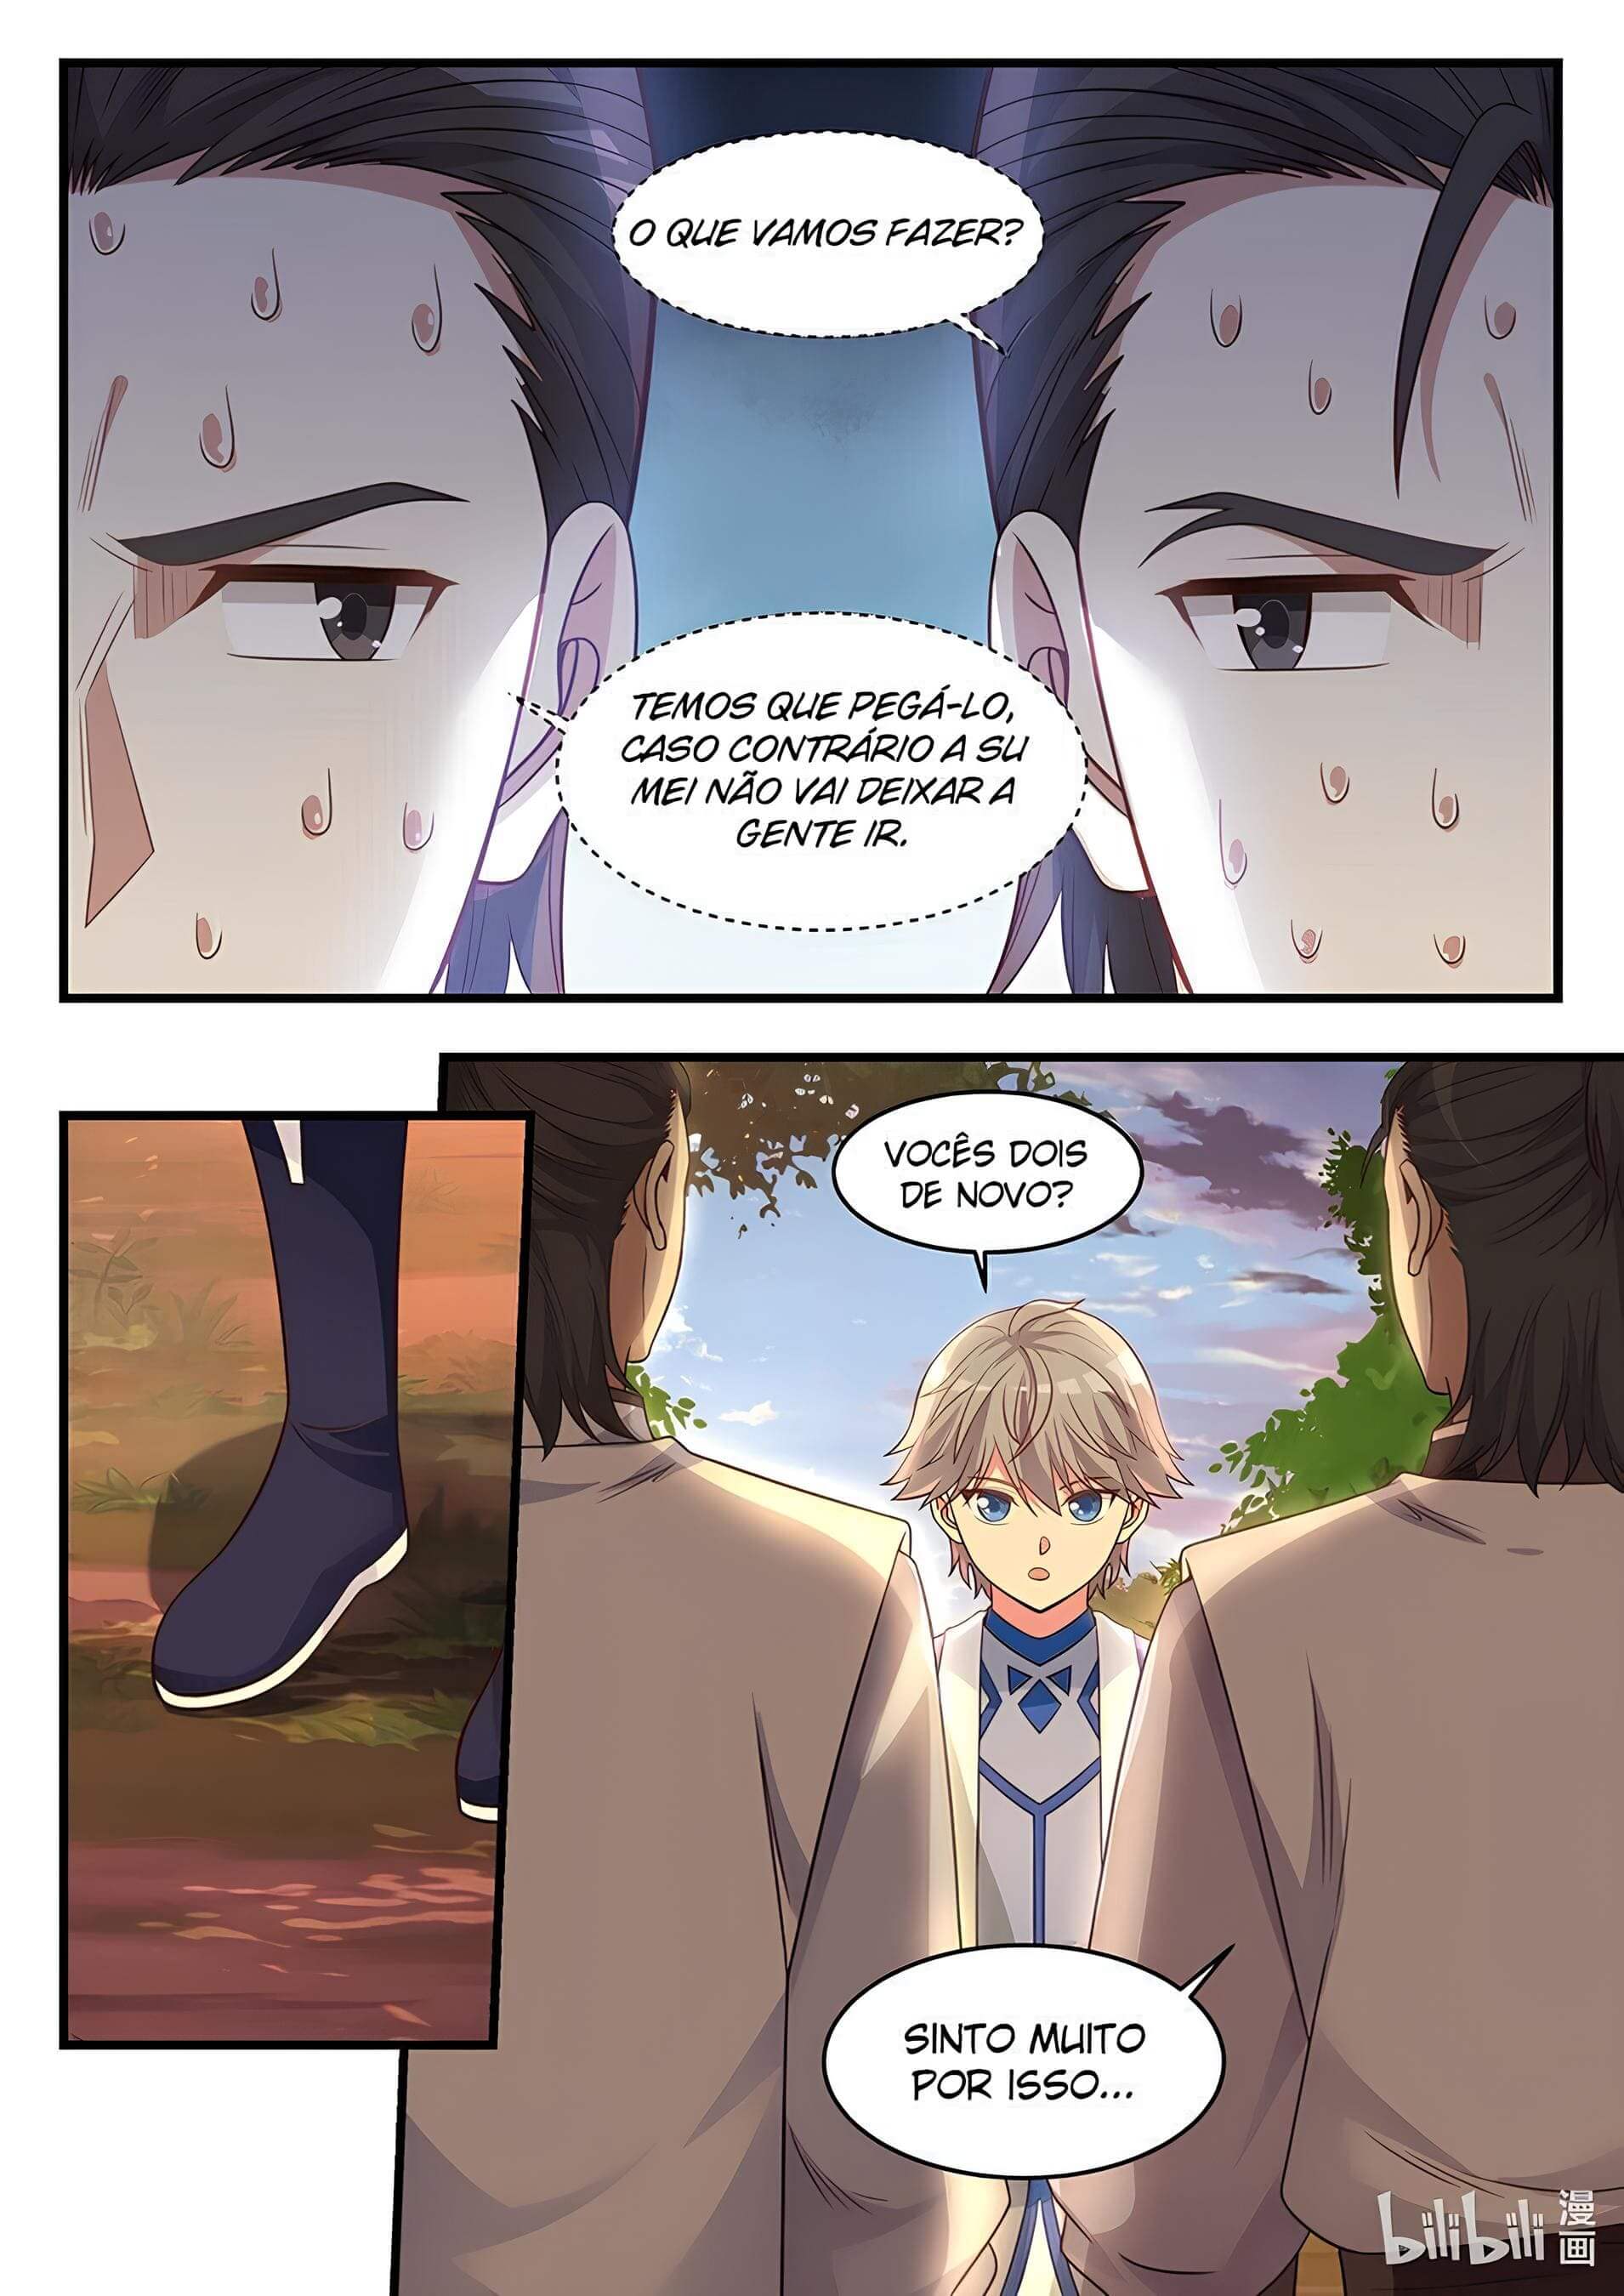 O QUE VAMOS FAZER?
TEMOS QUE PEGÁ-LO,
CASO CONTRÁRIO A SU
MEI NÃO VAI DEIXAR A
GENTE IR.
VOCÊS DOIS
DE NOVO?
SINTO MUITO
POR ISSO...
bilibili 漫画